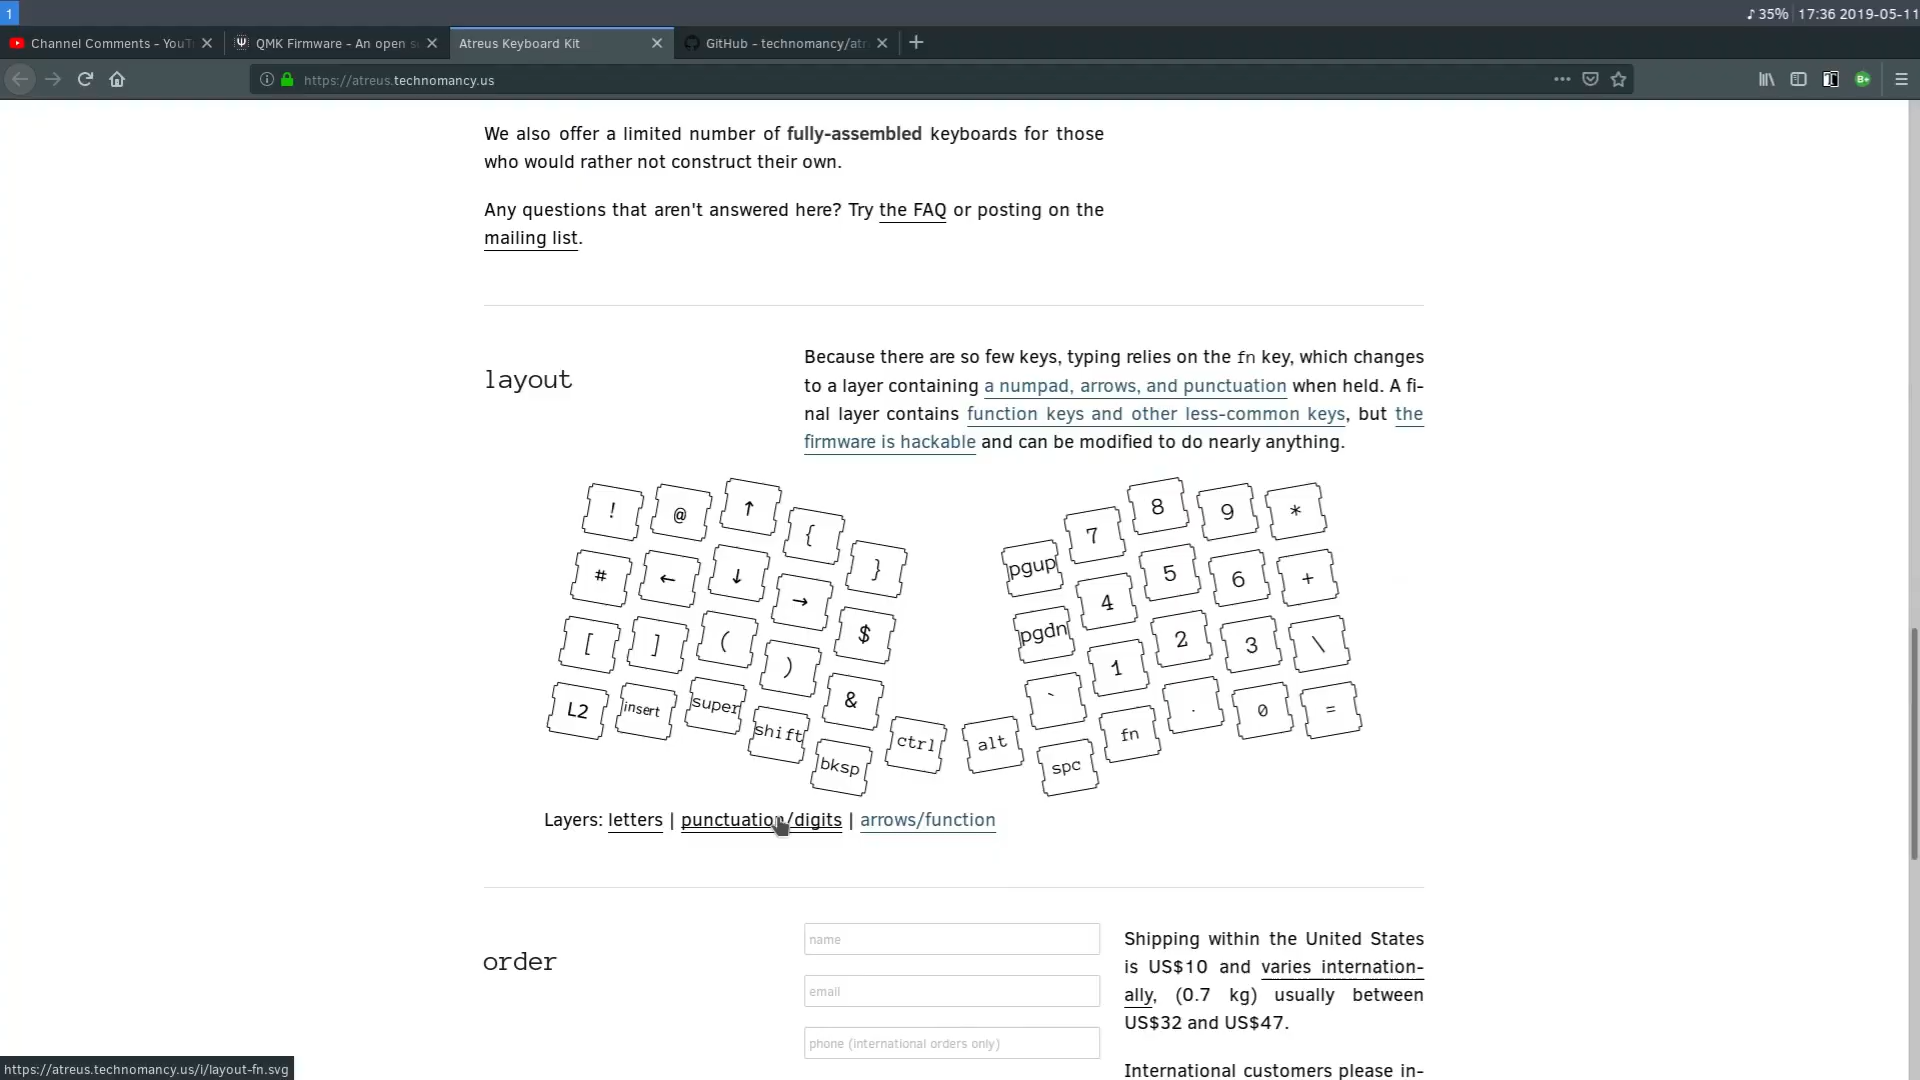 1
♪ 35% 17:36 2019-05-11
Channel Comments - YouT
QMK Firmware - An open s
Atreus Keyboard Kit
GitHub - technomancy/atr
https://atreus.technomancy.us
We also offer a limited number of fully-assembled keyboards for those
who would rather not construct their own.
Any questions that aren't answered here? Try the FAQ or posting on the
mailing list.
layout
Because there are so few keys, typing relies on the fn key, which changes
to a layer containing a numpad, arrows, and punctuation when held. A fi-
nal layer contains function keys and other less-common keys, but the
firmware is hackable and can be modified to do nearly anything.
! @ ↑ { } pgup 7 8 9 *
# ← ↓ → $ pgdn 4 5 6 +
[ ] ( ) & ` 1 2 3 \
L2 insert super shift bksp ctrl alt spc fn . 0 =
Layers: letters | punctuation/digits | arrows/function
order
name
email
phone (international orders only)
Shipping within the United States
is US$10 and varies internation-
ally, (0.7 kg) usually between
US$32 and US$47.
International customers please in-
https://atreus.technomancy.us/i/layout-fn.svg